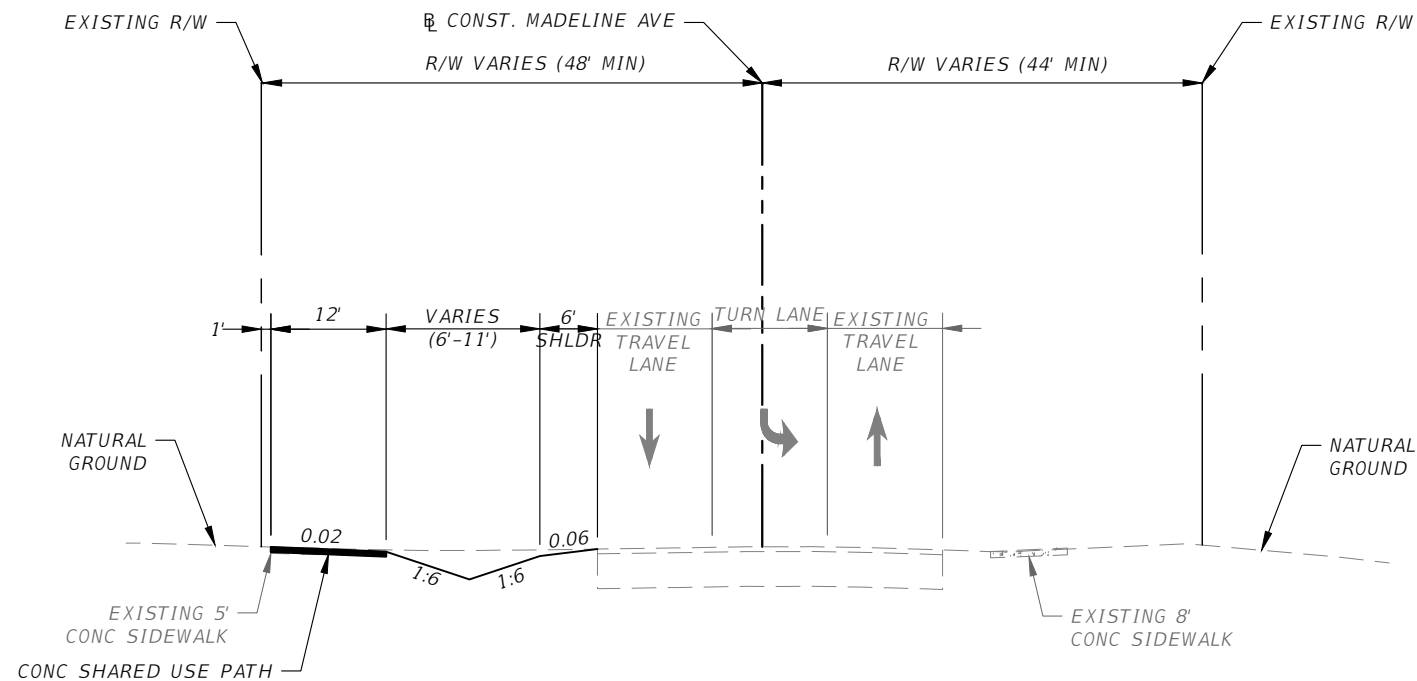 EXISTING R/W
℄ CONST. MADELINE AVE
EXISTING R/W
R/W VARIES (48' MIN)
R/W VARIES (44' MIN)
1'
12'
VARIES
(6'-11')
6'
SHLDR
EXISTING
TRAVEL
LANE
TURN LANE
EXISTING
TRAVEL
LANE
NATURAL
GROUND
NATURAL
GROUND
0.02
0.06
1:6
1:6
EXISTING 5'
CONC SIDEWALK
CONC SHARED USE PATH
EXISTING 8'
CONC SIDEWALK